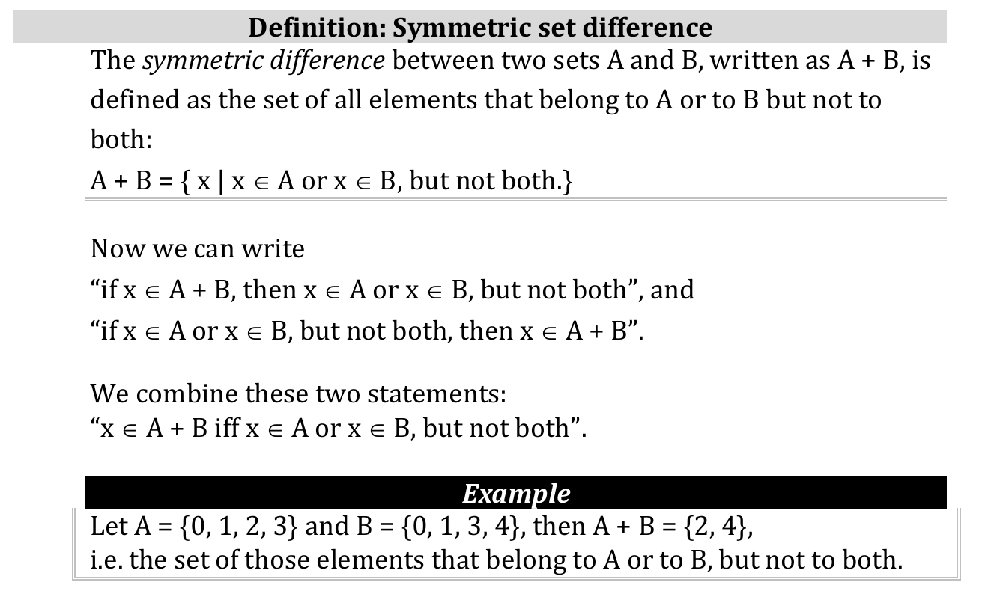 Definition: Symmetric set difference
The symmetric difference between two sets A and B, written as A + B, is
defined as the set of all elements that belong to A or to B but not to
both:
A + B = { x | x ∈ A or x ∈ B, but not both.}
Now we can write
“if x ∈ A + B, then x ∈ A or x ∈ B, but not both”, and
“if x ∈ A or x ∈ B, but not both, then x ∈ A + B”.
We combine these two statements:
“x ∈ A + B iff x ∈ A or x ∈ B, but not both”.
Example
Let A = {0, 1, 2, 3} and B = {0, 1, 3, 4}, then A + B = {2, 4},
i.e. the set of those elements that belong to A or to B, but not to both.